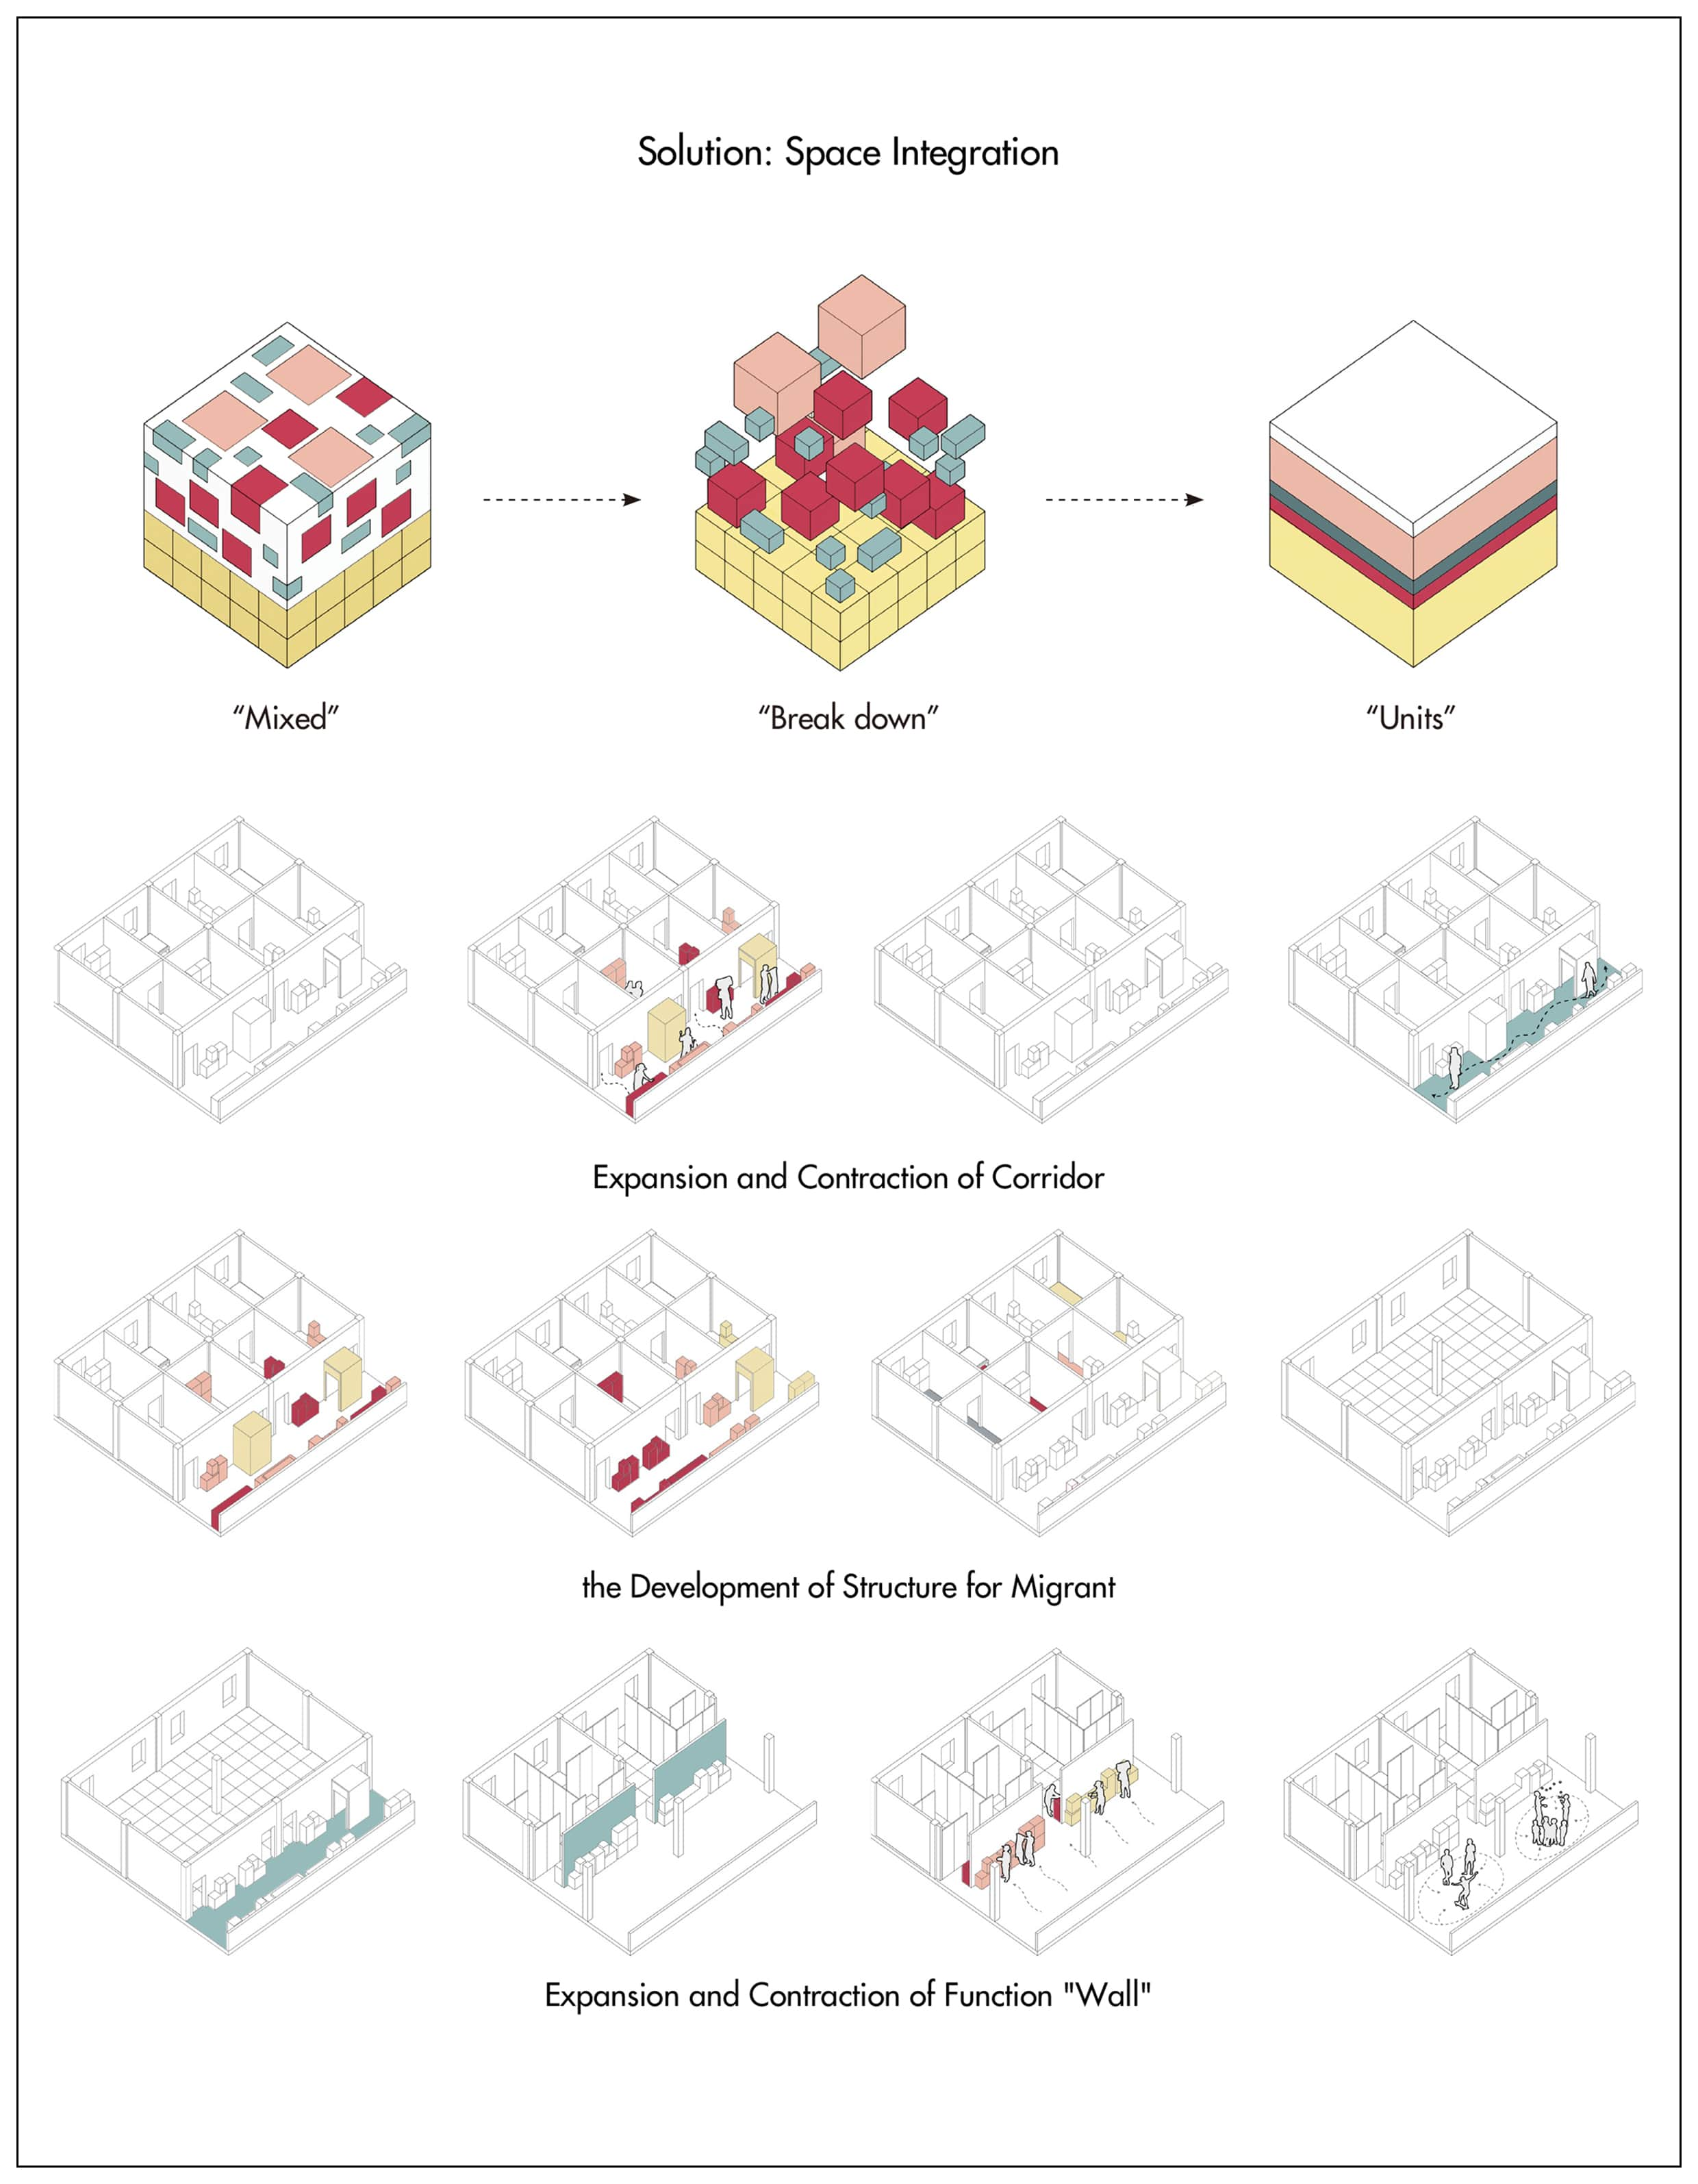 Solution: Space Integration
“Mixed”
“Break down”
“Units”
Expansion and Contraction of Corridor
the Development of Structure for Migrant
Expansion and Contraction of Function "Wall"